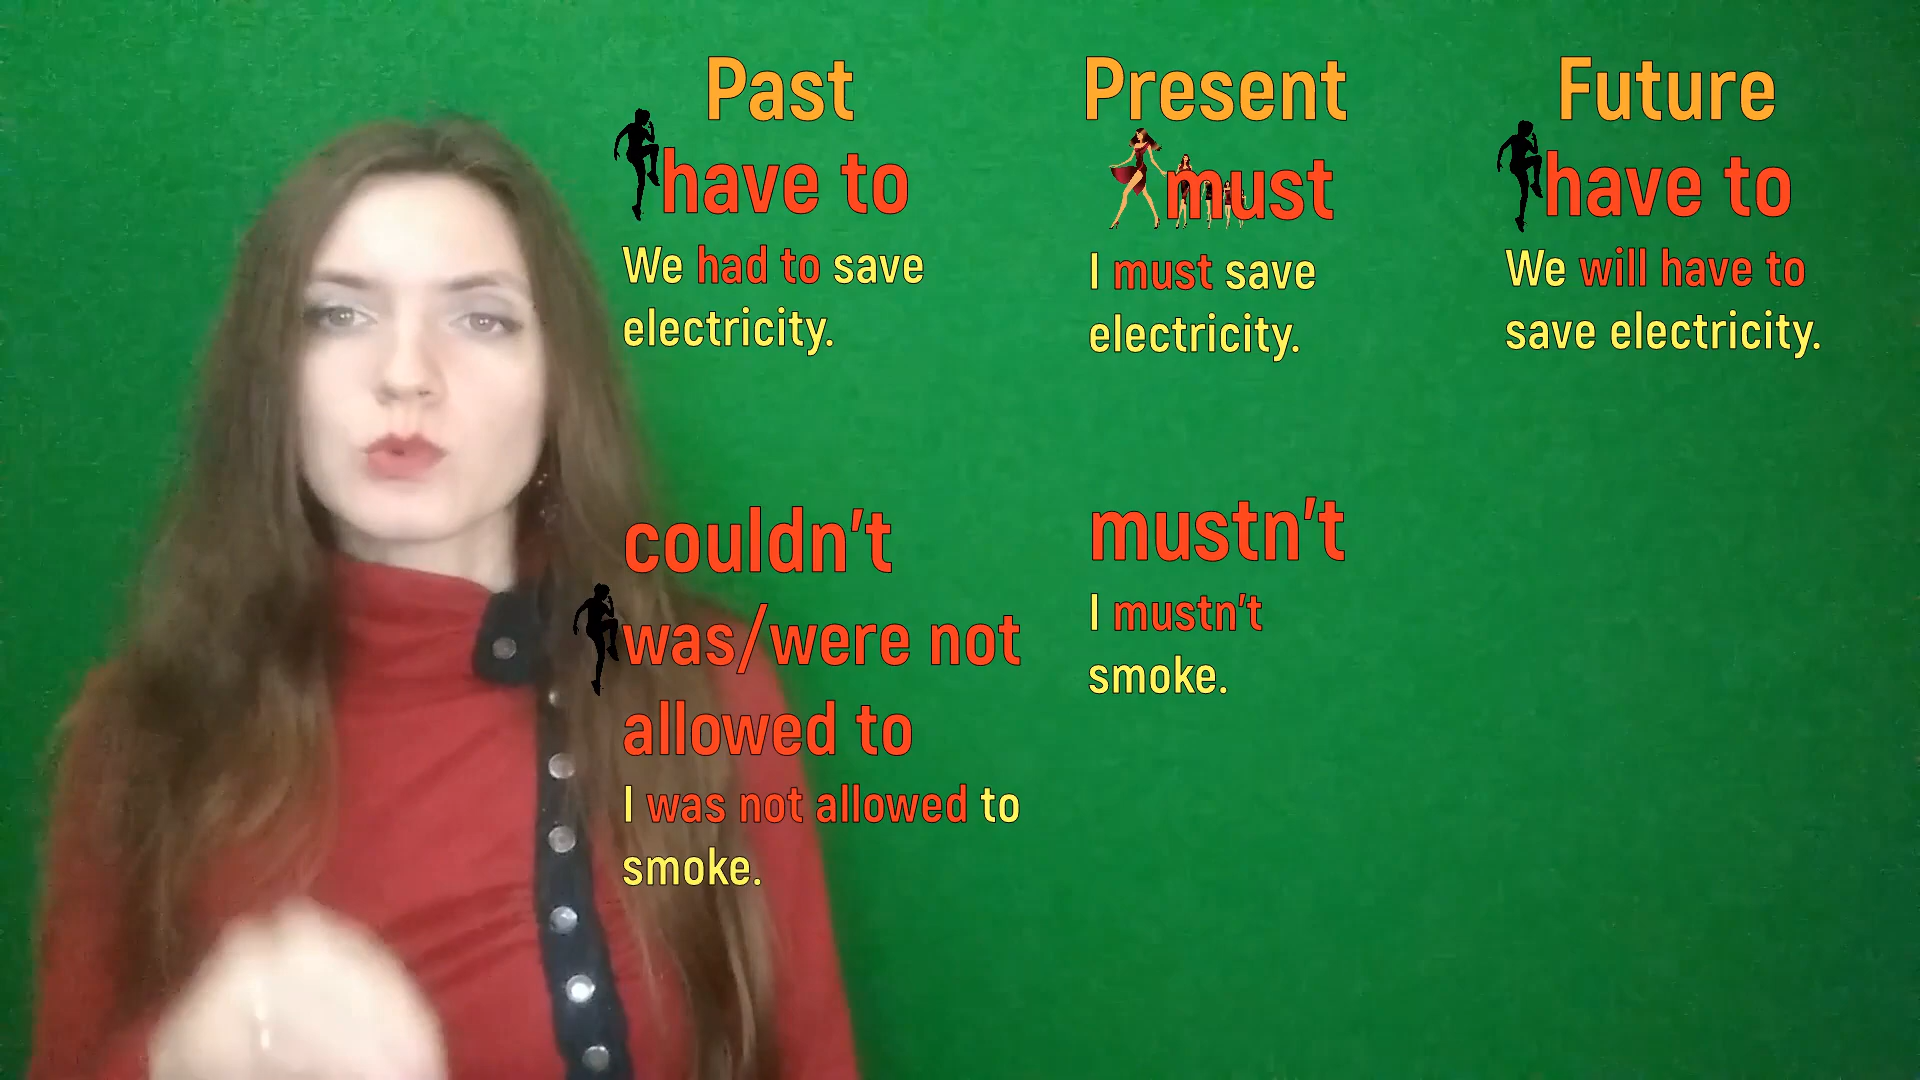 Past
have to
We had to save
electricity.
Present
must
I must save
electricity.
Future
have to
We will have to
save electricity.
couldn't
was/were not
allowed to
I was not allowed to
smoke.
mustn't
I mustn't
smoke.